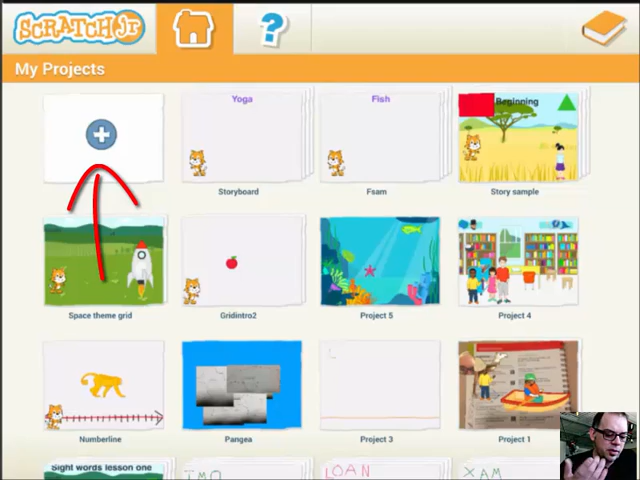 SCRATCH Jr
?
My Projects
+
Yoga
Fish
Beginning
Storyboard
Fsam
Story sample
Space theme grid
Gridintro2
Project 5
Project 4
Numberline
Pangea
Project 3
Project 1
Sight words lesson one
LOAN
XAM